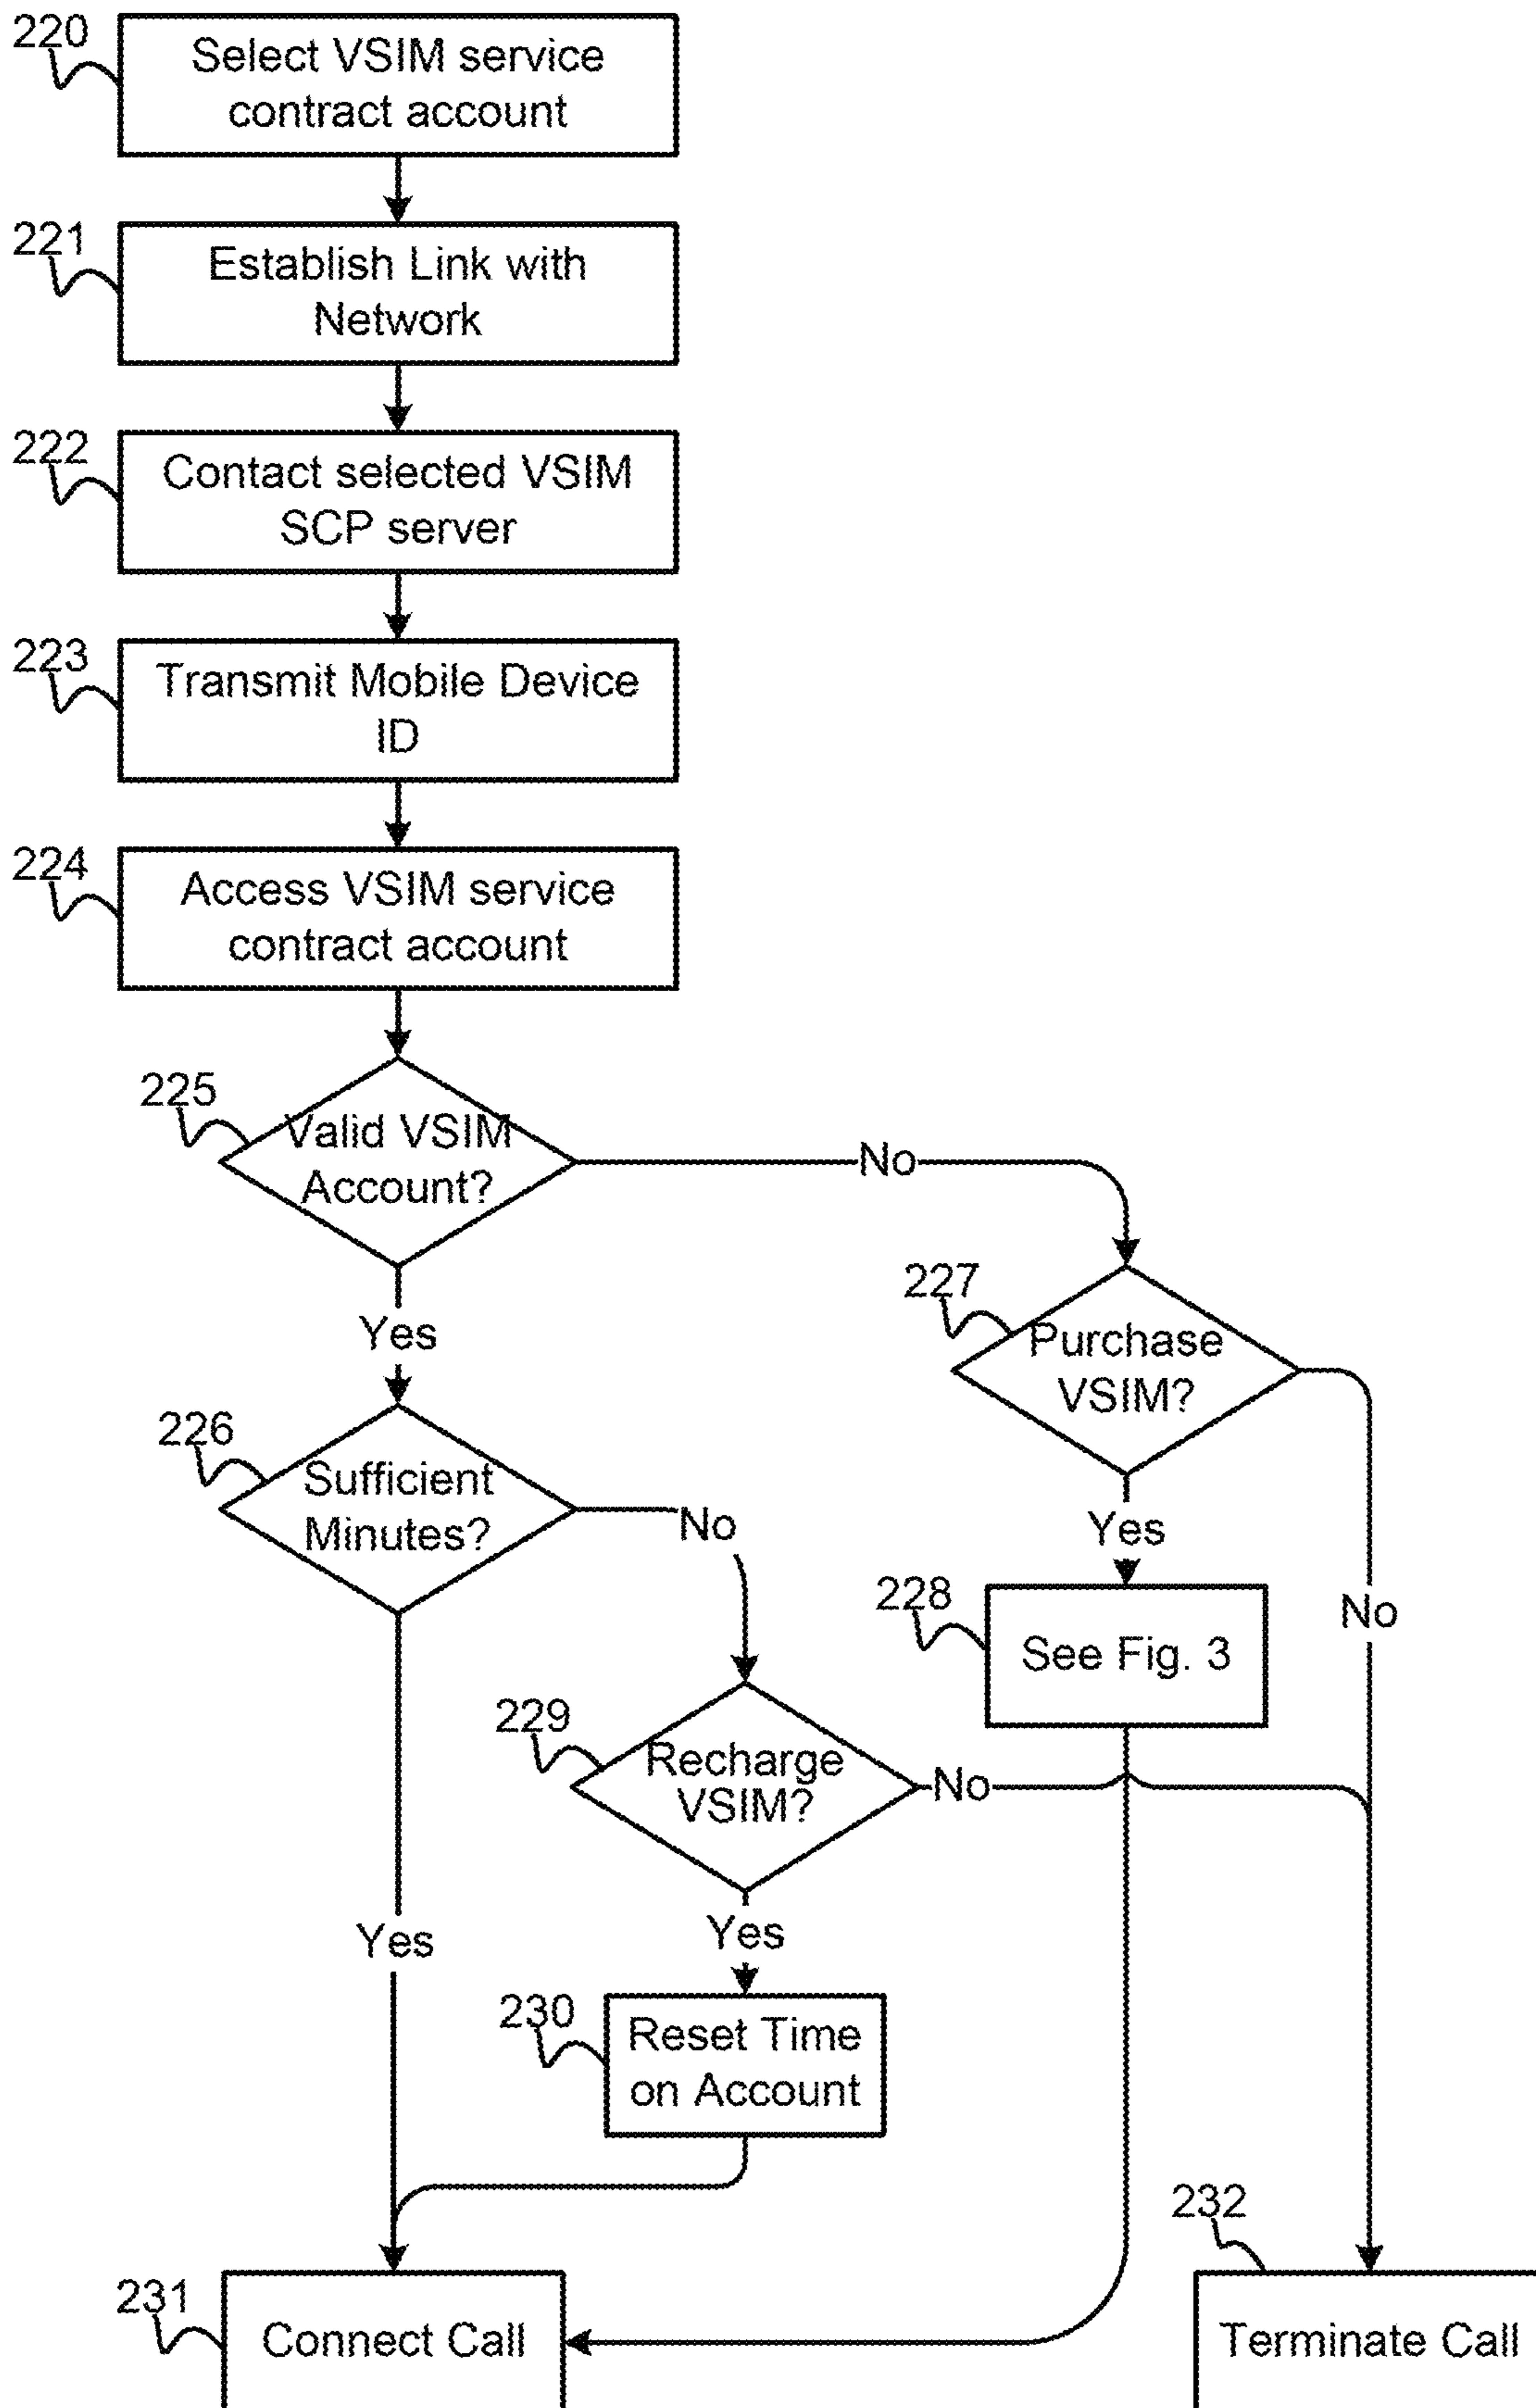 220
Select VSIM service
contract account
221
Establish Link with
Network
222
Contact selected VSIM
SCP server
223
Transmit Mobile Device
ID
224
Access VSIM service
contract account
225
Valid VSIM
Account?
No
Yes
227
Purchase
VSIM?
226
Sufficient
Minutes?
No
Yes
No
228
See Fig. 3
229
Recharge
VSIM?
No
Yes
Yes
230
Reset Time
on Account
231
Connect Call
232
Terminate Call